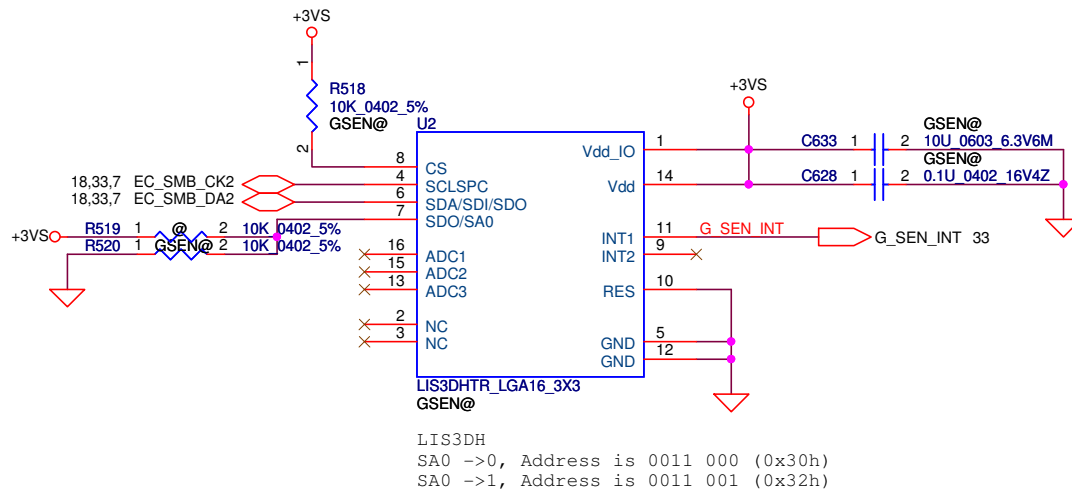 +3VS
1
R518
10K_0402_5%
GSEN@
2
U2
+3VS
8 CS
18,33,7 EC_SMB_CK2 4 SCLSPC
18,33,7 EC_SMB_DA2 6 SDA/SDI/SDO
7 SDO/SA0
+3VS R519 1 @ 2 10K_0402_5%
R520 1 GSEN@ 2 10K_0402_5%
16 ADC1
15 ADC2
13 ADC3
2 NC
3 NC
Vdd_IO 1
Vdd 14
INT1 11 G_SEN_INT G_SEN_INT 33
INT2 9
RES 10
GND 5
GND 12
GSEN@
C633 1 2 10U_0603_6.3V6M
GSEN@
C628 1 2 0.1U_0402_16V4Z
LIS3DHTR_LGA16_3X3
GSEN@
LIS3DH
SA0 ->0, Address is 0011 000 (0x30h)
SA0 ->1, Address is 0011 001 (0x32h)